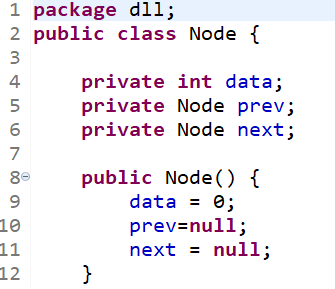 1 package dll;
2 public class Node {
3
4 private int data;
5 private Node prev;
6 private Node next;
7
8 public Node() {
9 data = 0;
10 prev=null;
11 next = null;
12 }